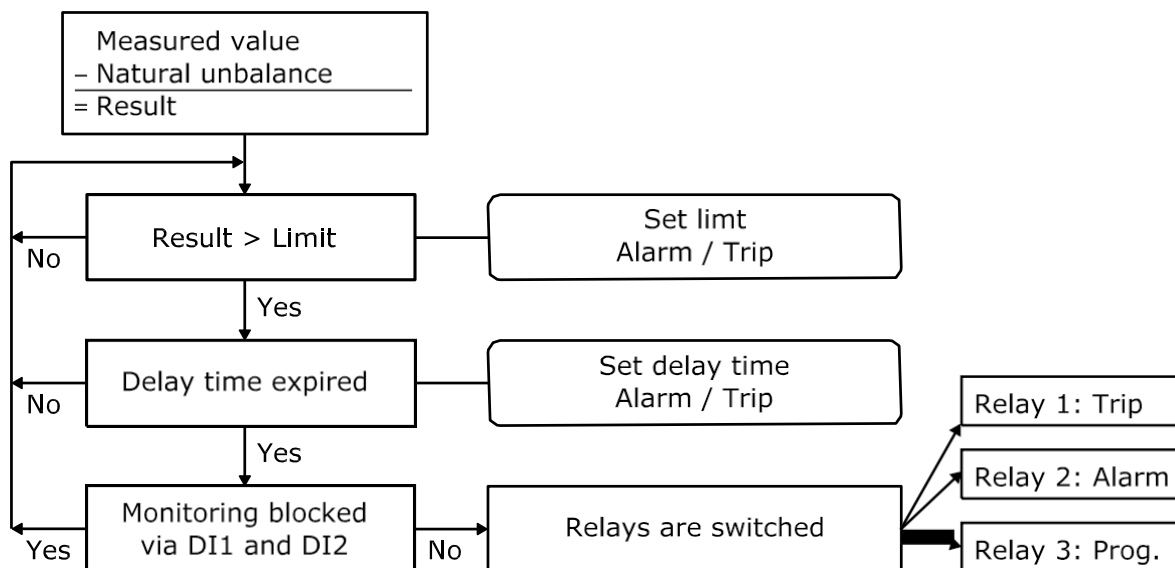 Measured value
– Natural unbalance
= Result
Result > Limit
Set limt
Alarm / Trip
No
Yes
Delay time expired
Set delay time
Alarm / Trip
No
Yes
Relay 1: Trip
Relay 2: Alarm
Monitoring blocked
via DI1 and DI2
Relays are switched
Yes
No
Relay 3: Prog.